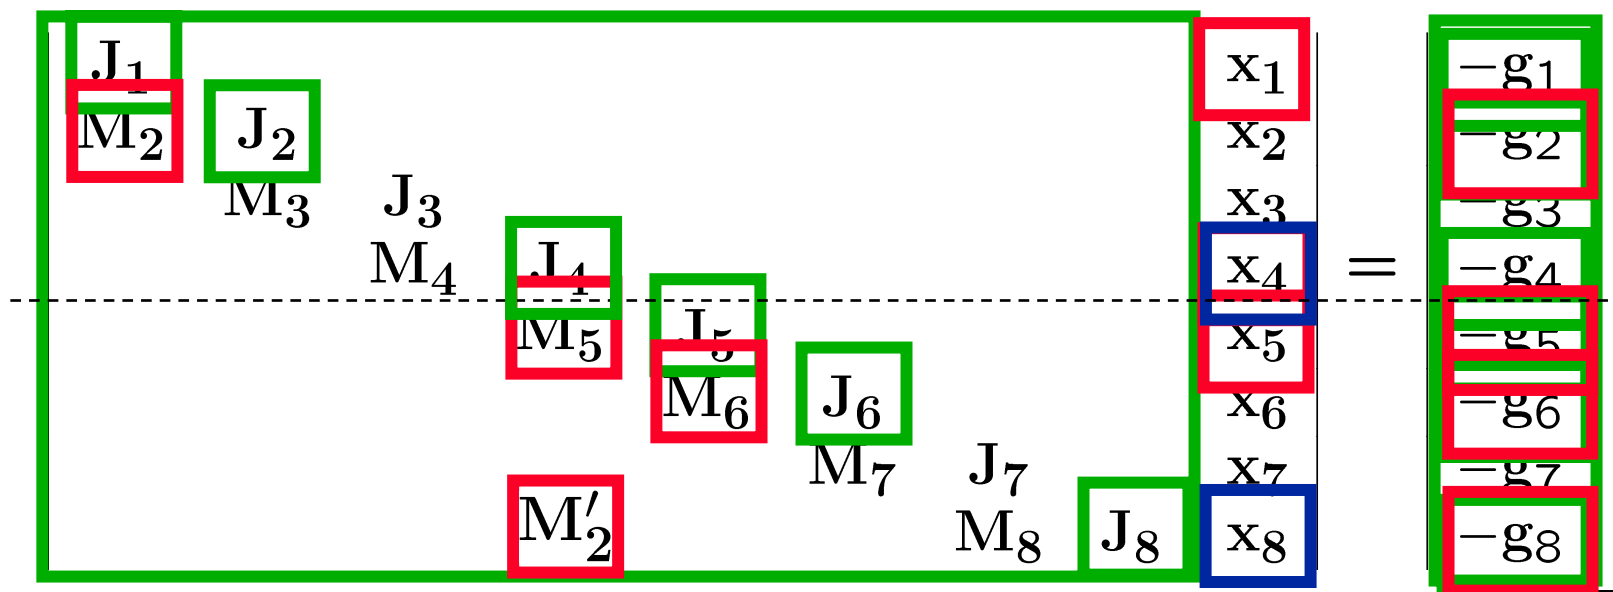 J₁ x₁ −g₁
M₂ J₂ x₂ −g₂
M₃ J₃ x₃ −g₃
M₄ J₄ x₄ = −g₄
M₅ J₅ x₅ −g₅
M₆ J₆ x₆ −g₆
M₇ J₇ x₇ −g₇
M′₂ M₈ J₈ x₈ −g₈